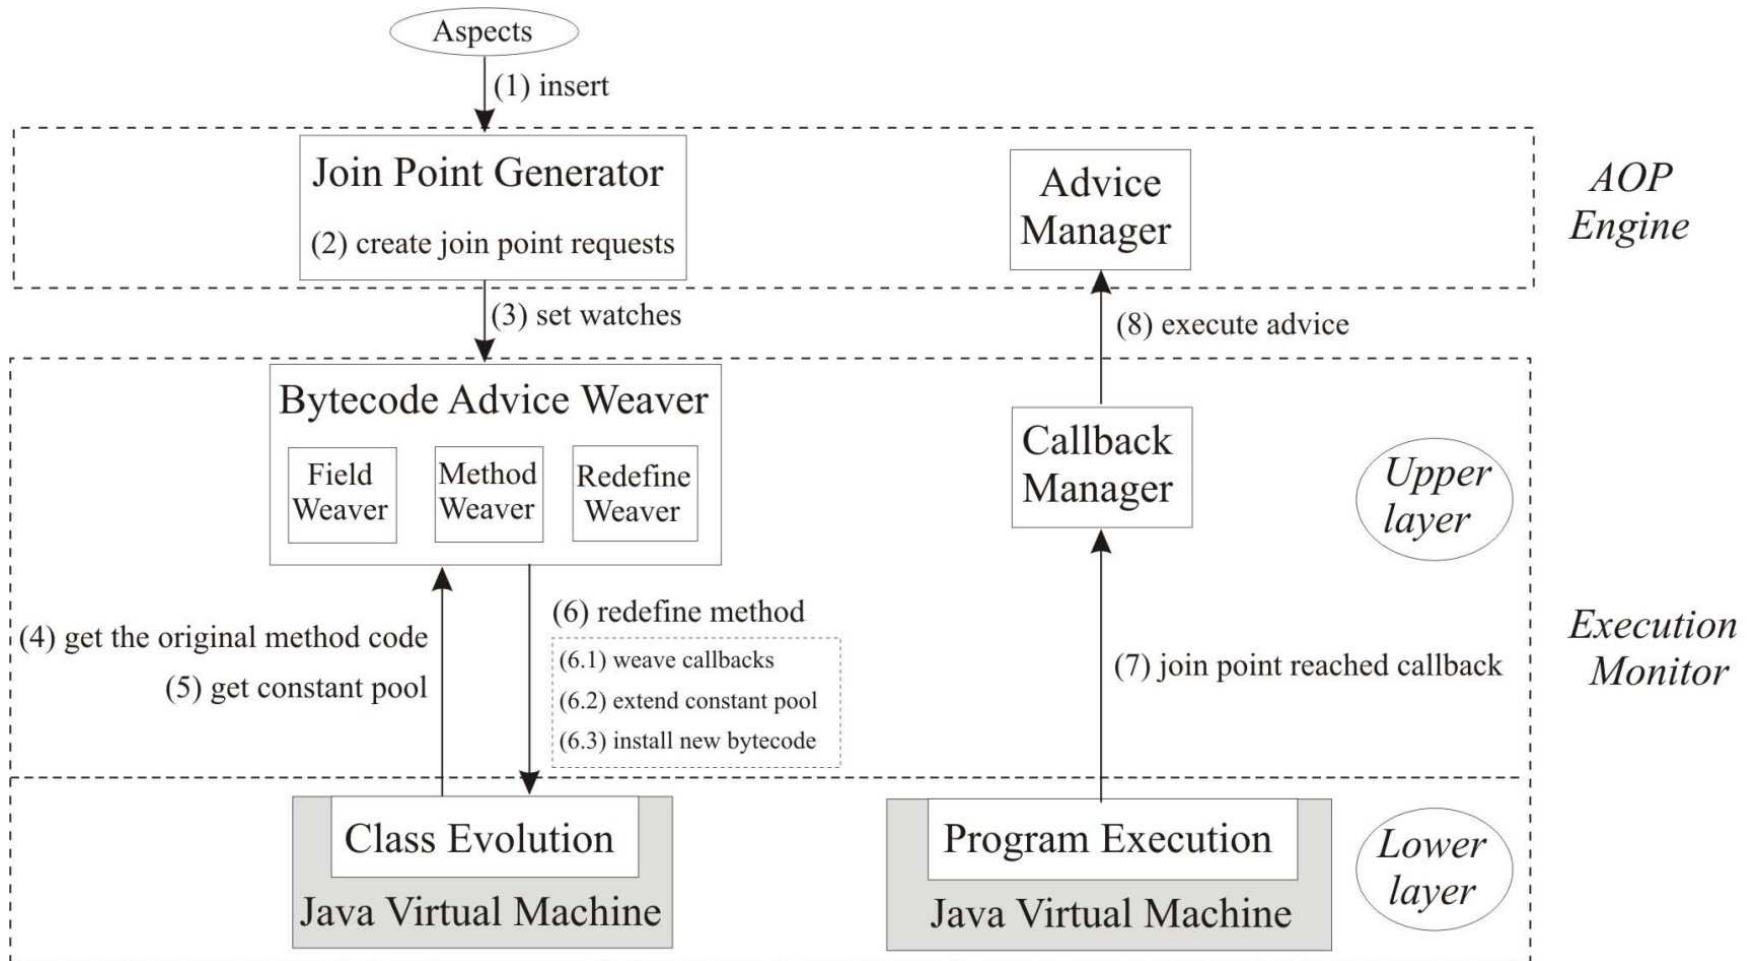 Aspects
(1) insert
Join Point Generator
(2) create join point requests
Advice
Manager
AOP
Engine
(3) set watches
(8) execute advice
Bytecode Advice Weaver
Field
Weaver
Method
Weaver
Redefine
Weaver
Callback
Manager
Upper
layer
(4) get the original method code
(5) get constant pool
(6) redefine method
(6.1) weave callbacks
(6.2) extend constant pool
(6.3) install new bytecode
(7) join point reached callback
Execution
Monitor
Class Evolution
Java Virtual Machine
Program Execution
Java Virtual Machine
Lower
layer